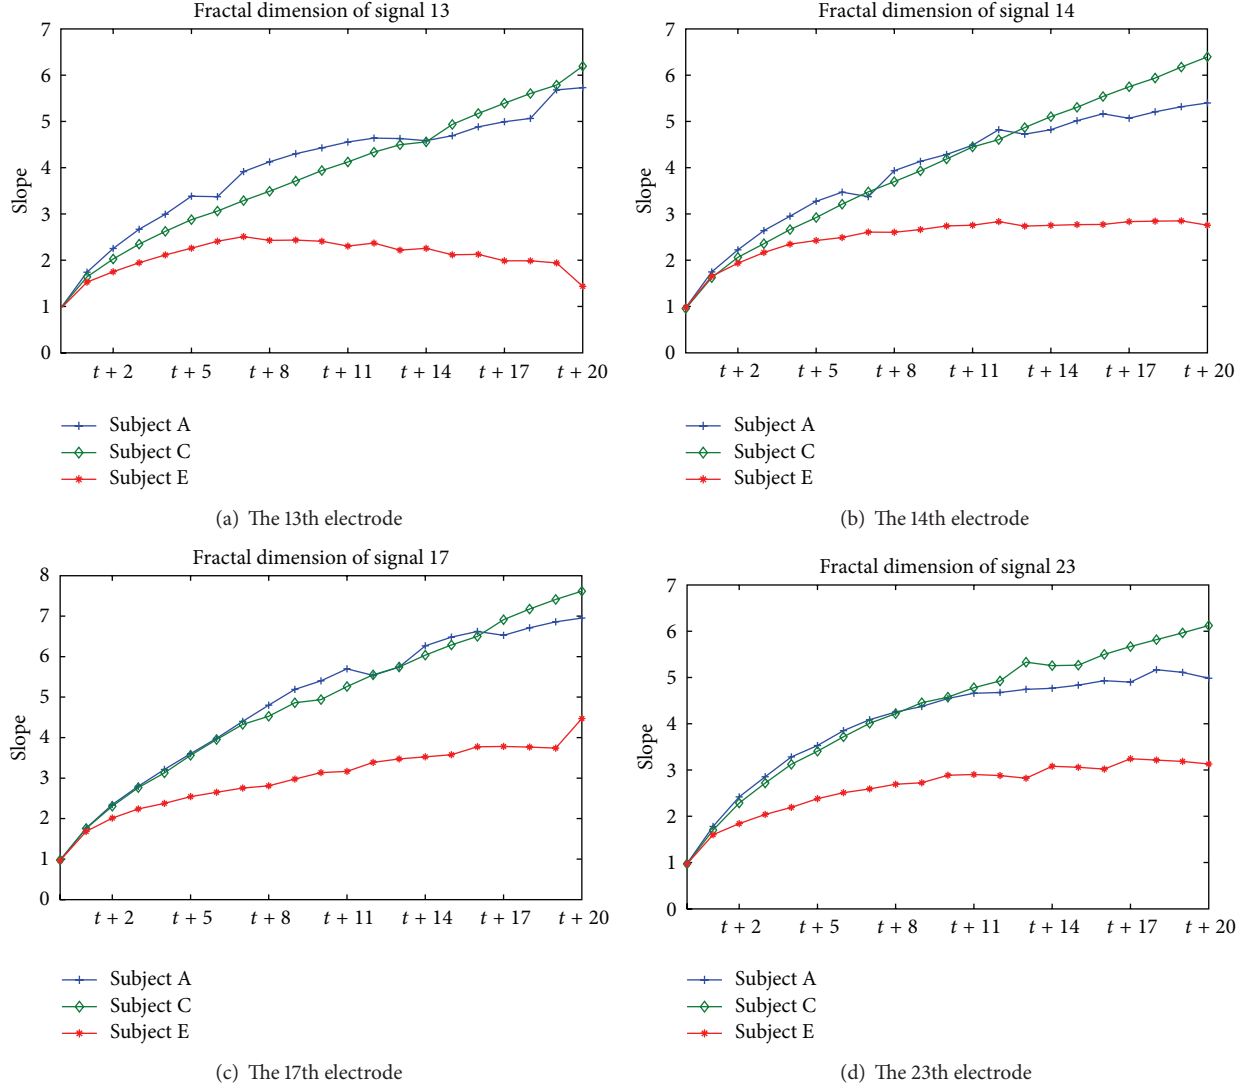 Fractal dimension of signal 13
7
6
5
4
3
2
1
0
Slope
t + 2 t + 5 t + 8 t + 11 t + 14 t + 17 t + 20
Subject A
Subject C
Subject E
(a) The 13th electrode
Fractal dimension of signal 14
7
6
5
4
3
2
1
0
Slope
t + 2 t + 5 t + 8 t + 11 t + 14 t + 17 t + 20
Subject A
Subject C
Subject E
(b) The 14th electrode
Fractal dimension of signal 17
8
7
6
5
4
3
2
1
0
Slope
t + 2 t + 5 t + 8 t + 11 t + 14 t + 17 t + 20
Subject A
Subject C
Subject E
(c) The 17th electrode
Fractal dimension of signal 23
7
6
5
4
3
2
1
0
Slope
t + 2 t + 5 t + 8 t + 11 t + 14 t + 17 t + 20
Subject A
Subject C
Subject E
(d) The 23th electrode